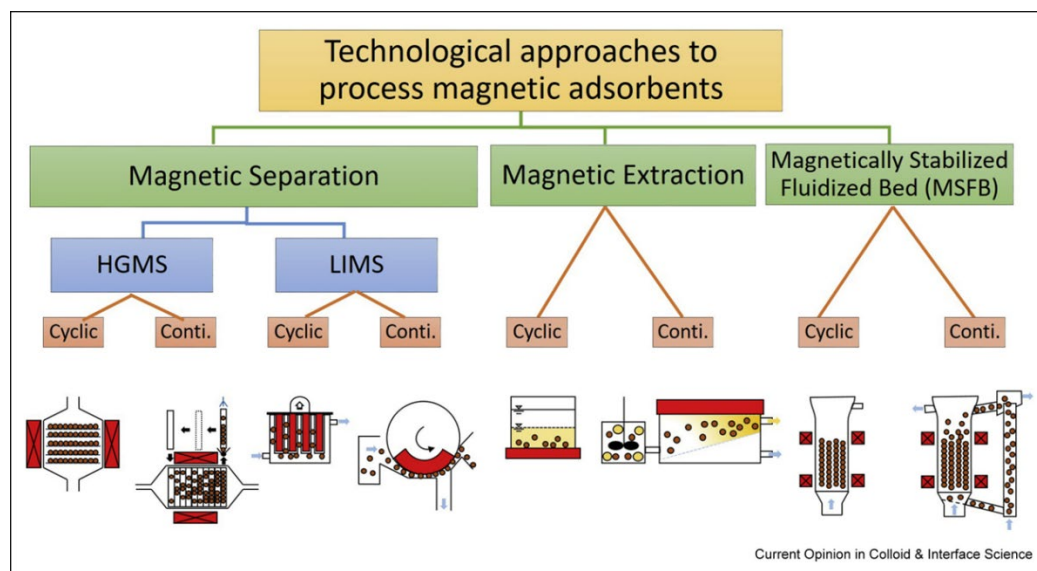 Technological approaches to
process magnetic adsorbents
Magnetic Separation
Magnetic Extraction
Magnetically Stabilized
Fluidized Bed (MSFB)
HGMS
LIMS
Cyclic
Conti.
Cyclic
Conti.
Cyclic
Conti.
Cyclic
Conti.
Current Opinion in Colloid & Interface Science